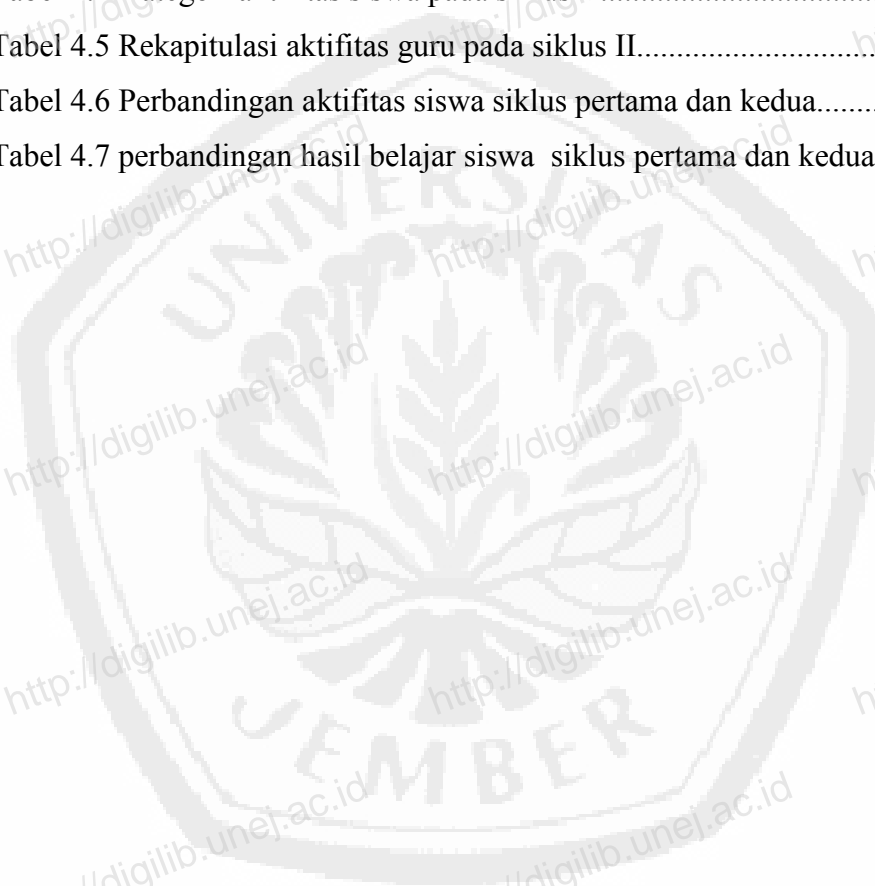 Tabel 4.5 Rekapitulasi aktifitas guru pada siklus II...........................
Tabel 4.6 Perbandingan aktifitas siswa siklus pertama dan kedua........
Tabel 4.7 perbandingan hasil belajar siswa siklus pertama dan kedua
http://digilib.unej.ac.id
http://digilib.unej.ac.id
UNIVERSITAS
http://digilib.unej.ac.id
http://digilib.unej.ac.id
http://digilib.unej.ac.id
http://digilib.unej.ac.id
JEMBER